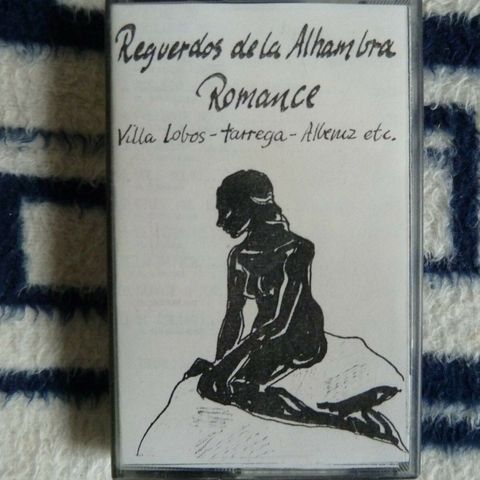 Reguerdos de la Alhambra
Romance
Villa Lobos - tarrega - Albeniz etc.